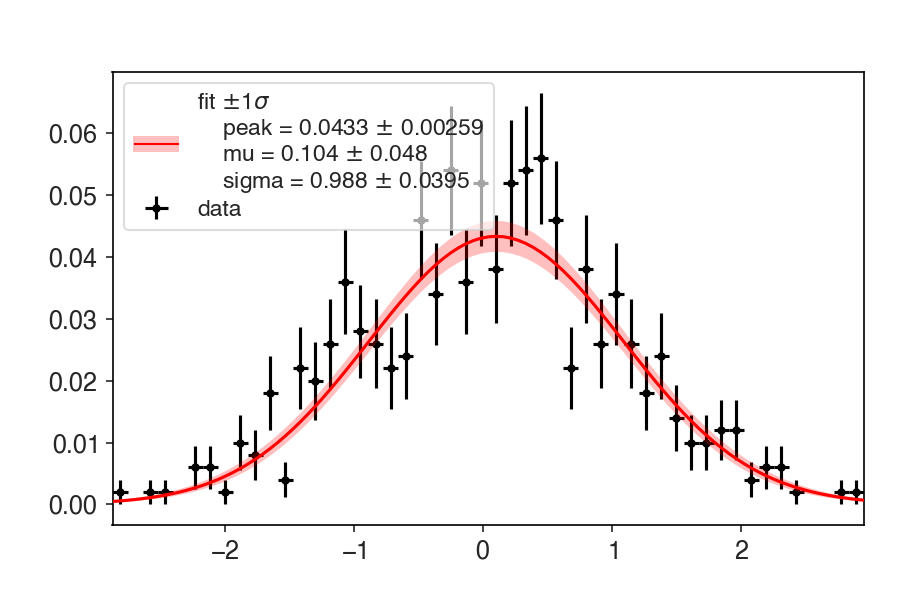 fit ±1σ
peak = 0.0433 ± 0.00259
mu = 0.104 ± 0.048
sigma = 0.988 ± 0.0395
data
0.06
0.05
0.04
0.03
0.02
0.01
0.00
−2
−1
0
1
2